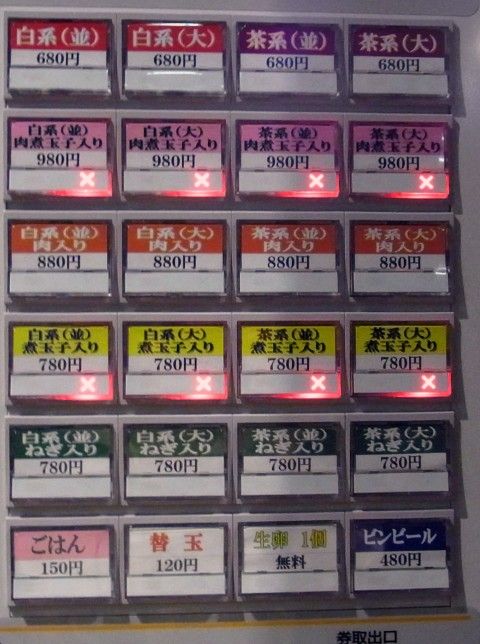 白系(並)
680円
白系(大)
680円
茶系(並)
680円
茶系(大)
680円
白系(並)
肉煮玉子入り
980円
白系(大)
肉煮玉子入り
980円
茶系(並)
肉煮玉子入り
980円
茶系(大)
肉煮玉子入り
980円
白系(並)
肉入り
880円
白系(大)
肉入り
880円
茶系(並)
肉入り
880円
茶系(大)
肉入り
880円
白系(並)
煮玉子入り
780円
白系(大)
煮玉子入り
780円
茶系(並)
煮玉子入り
780円
茶系(大)
煮玉子入り
780円
白系(並)
ねぎ入り
780円
白系(大)
ねぎ入り
780円
茶系(並)
ねぎ入り
780円
茶系(大)
ねぎ入り
780円
ごはん
150円
替玉
120円
生卵 1個
無料
ビンビール
480円
券取出口